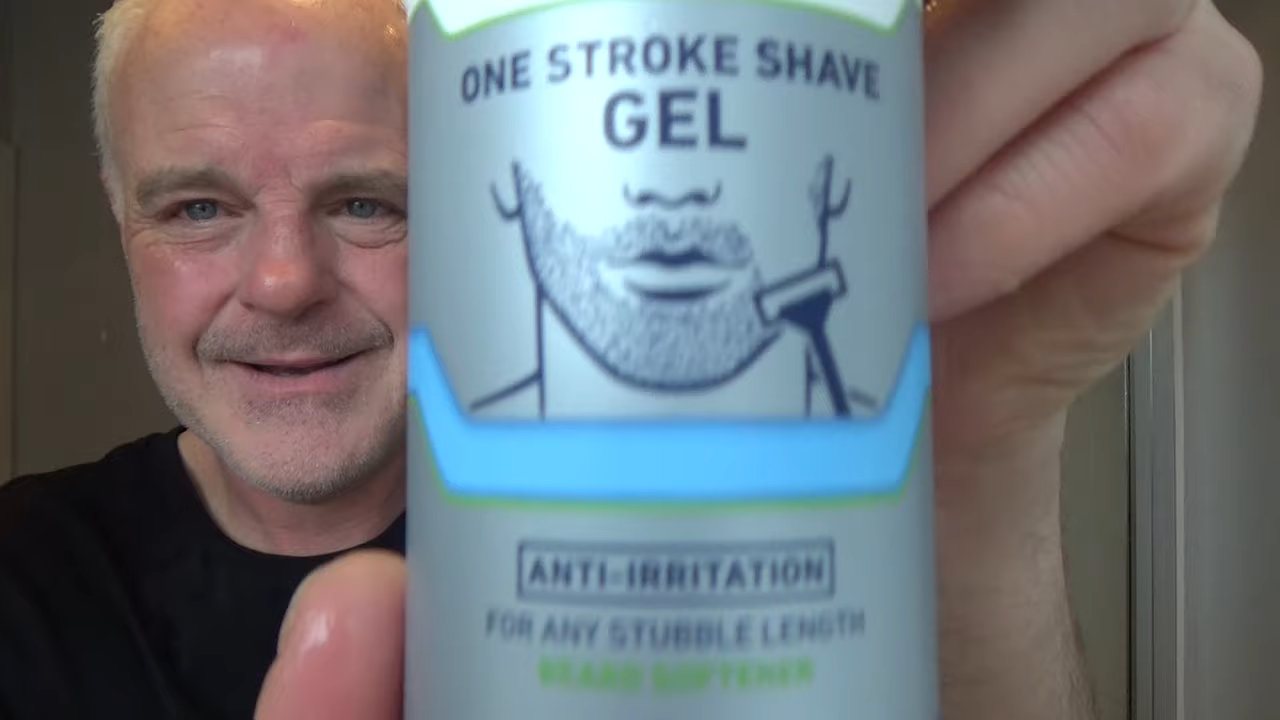 ONE STROKE SHAVE
GEL
ANTI-IRRITATION
FOR ANY STUBBLE LENGTH
BEARD SOFTENER